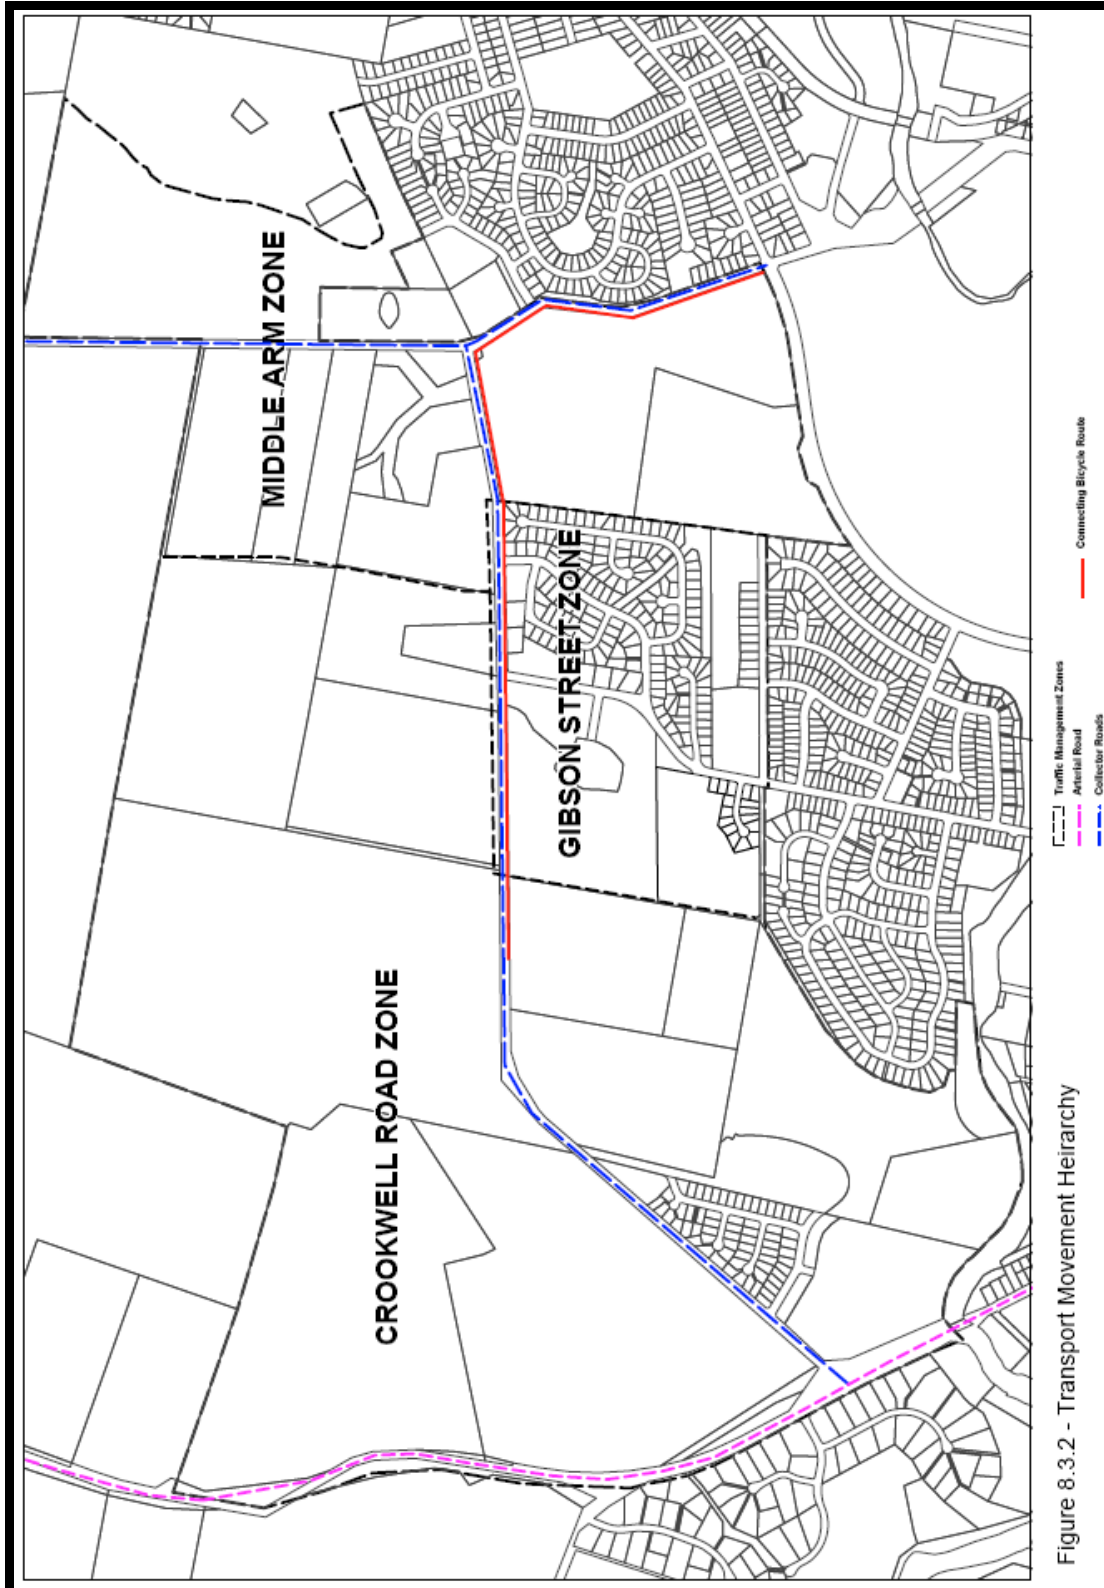 MIDDLE ARM ZONE
GIBSON STREET ZONE
CROOKWELL ROAD ZONE
Traffic Management Zones
Arterial Road
Collector Roads
Connecting Bicycle Route
Figure 8.3.2 - Transport Movement Heirarchy